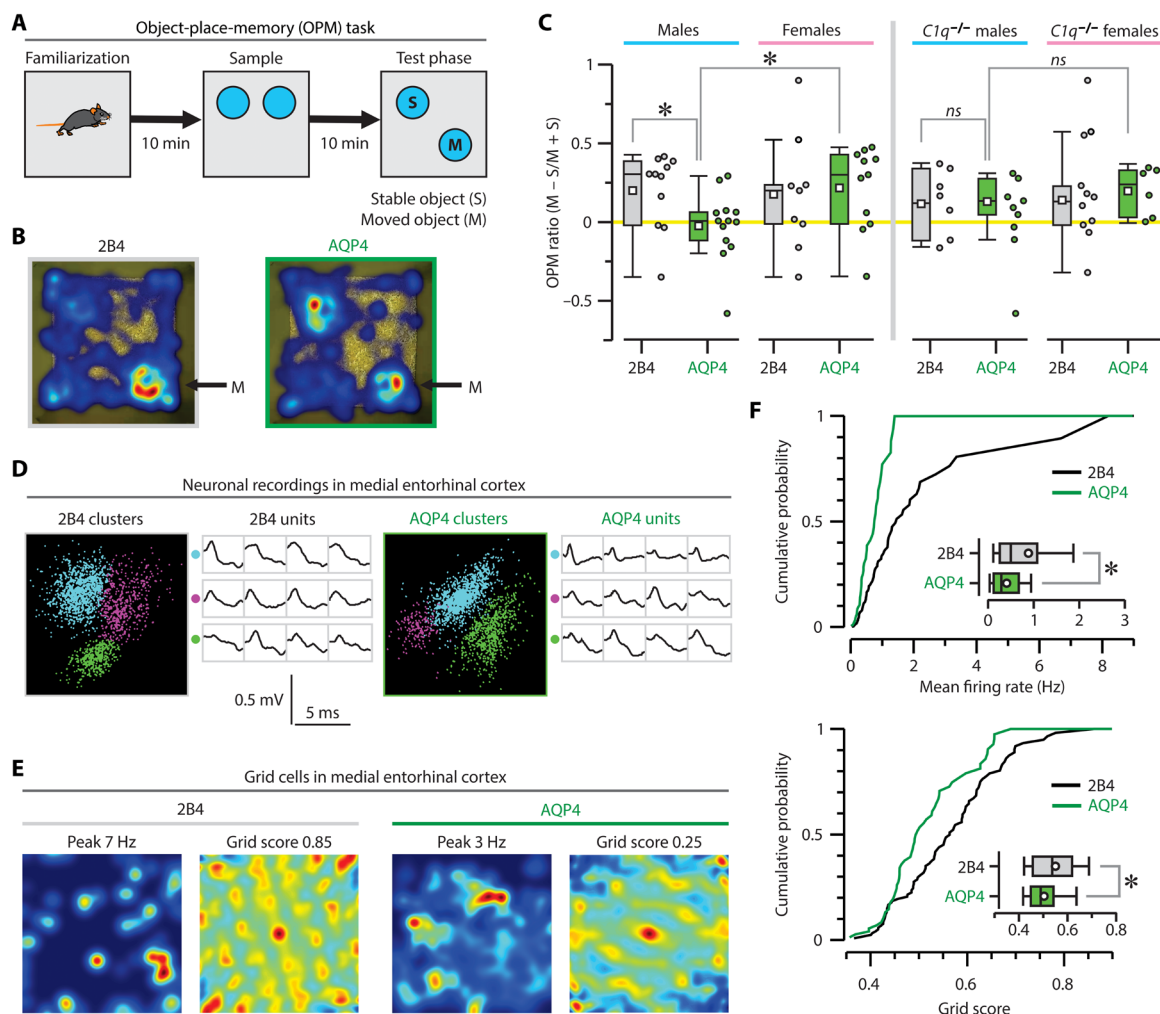 A
Object-place-memory (OPM) task
Familiarization
Sample
Test phase
S
M
10 min
10 min
Stable object (S)
Moved object (M)
B
2B4
AQP4
M
M
C
Males
Females
C1q−/− males
C1q−/− females
OPM ratio (M − S/M + S)
1
0.5
0
−0.5
*
*
ns
ns
2B4
AQP4
2B4
AQP4
2B4
AQP4
2B4
AQP4
D
Neuronal recordings in medial entorhinal cortex
2B4 clusters
2B4 units
AQP4 clusters
AQP4 units
0.5 mV
5 ms
E
Grid cells in medial entorhinal cortex
2B4
AQP4
Peak 7 Hz
Grid score 0.85
Peak 3 Hz
Grid score 0.25
F
Cumulative probability
1
0.5
0
2B4
AQP4
2B4
AQP4
*
0 1 2 3
0 2 4 6 8
Mean firing rate (Hz)
Cumulative probability
1
0.5
0
2B4
AQP4
2B4
AQP4
*
0.4 0.6 0.8
0.4 0.6 0.8
Grid score